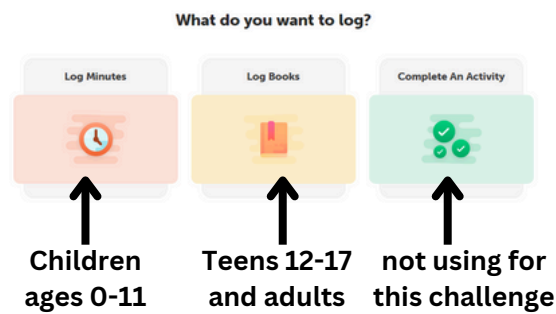 What do you want to log?
Log Minutes
Log Books
Complete An Activity
Children
ages 0-11
Teens 12-17
and adults
not using for
this challenge